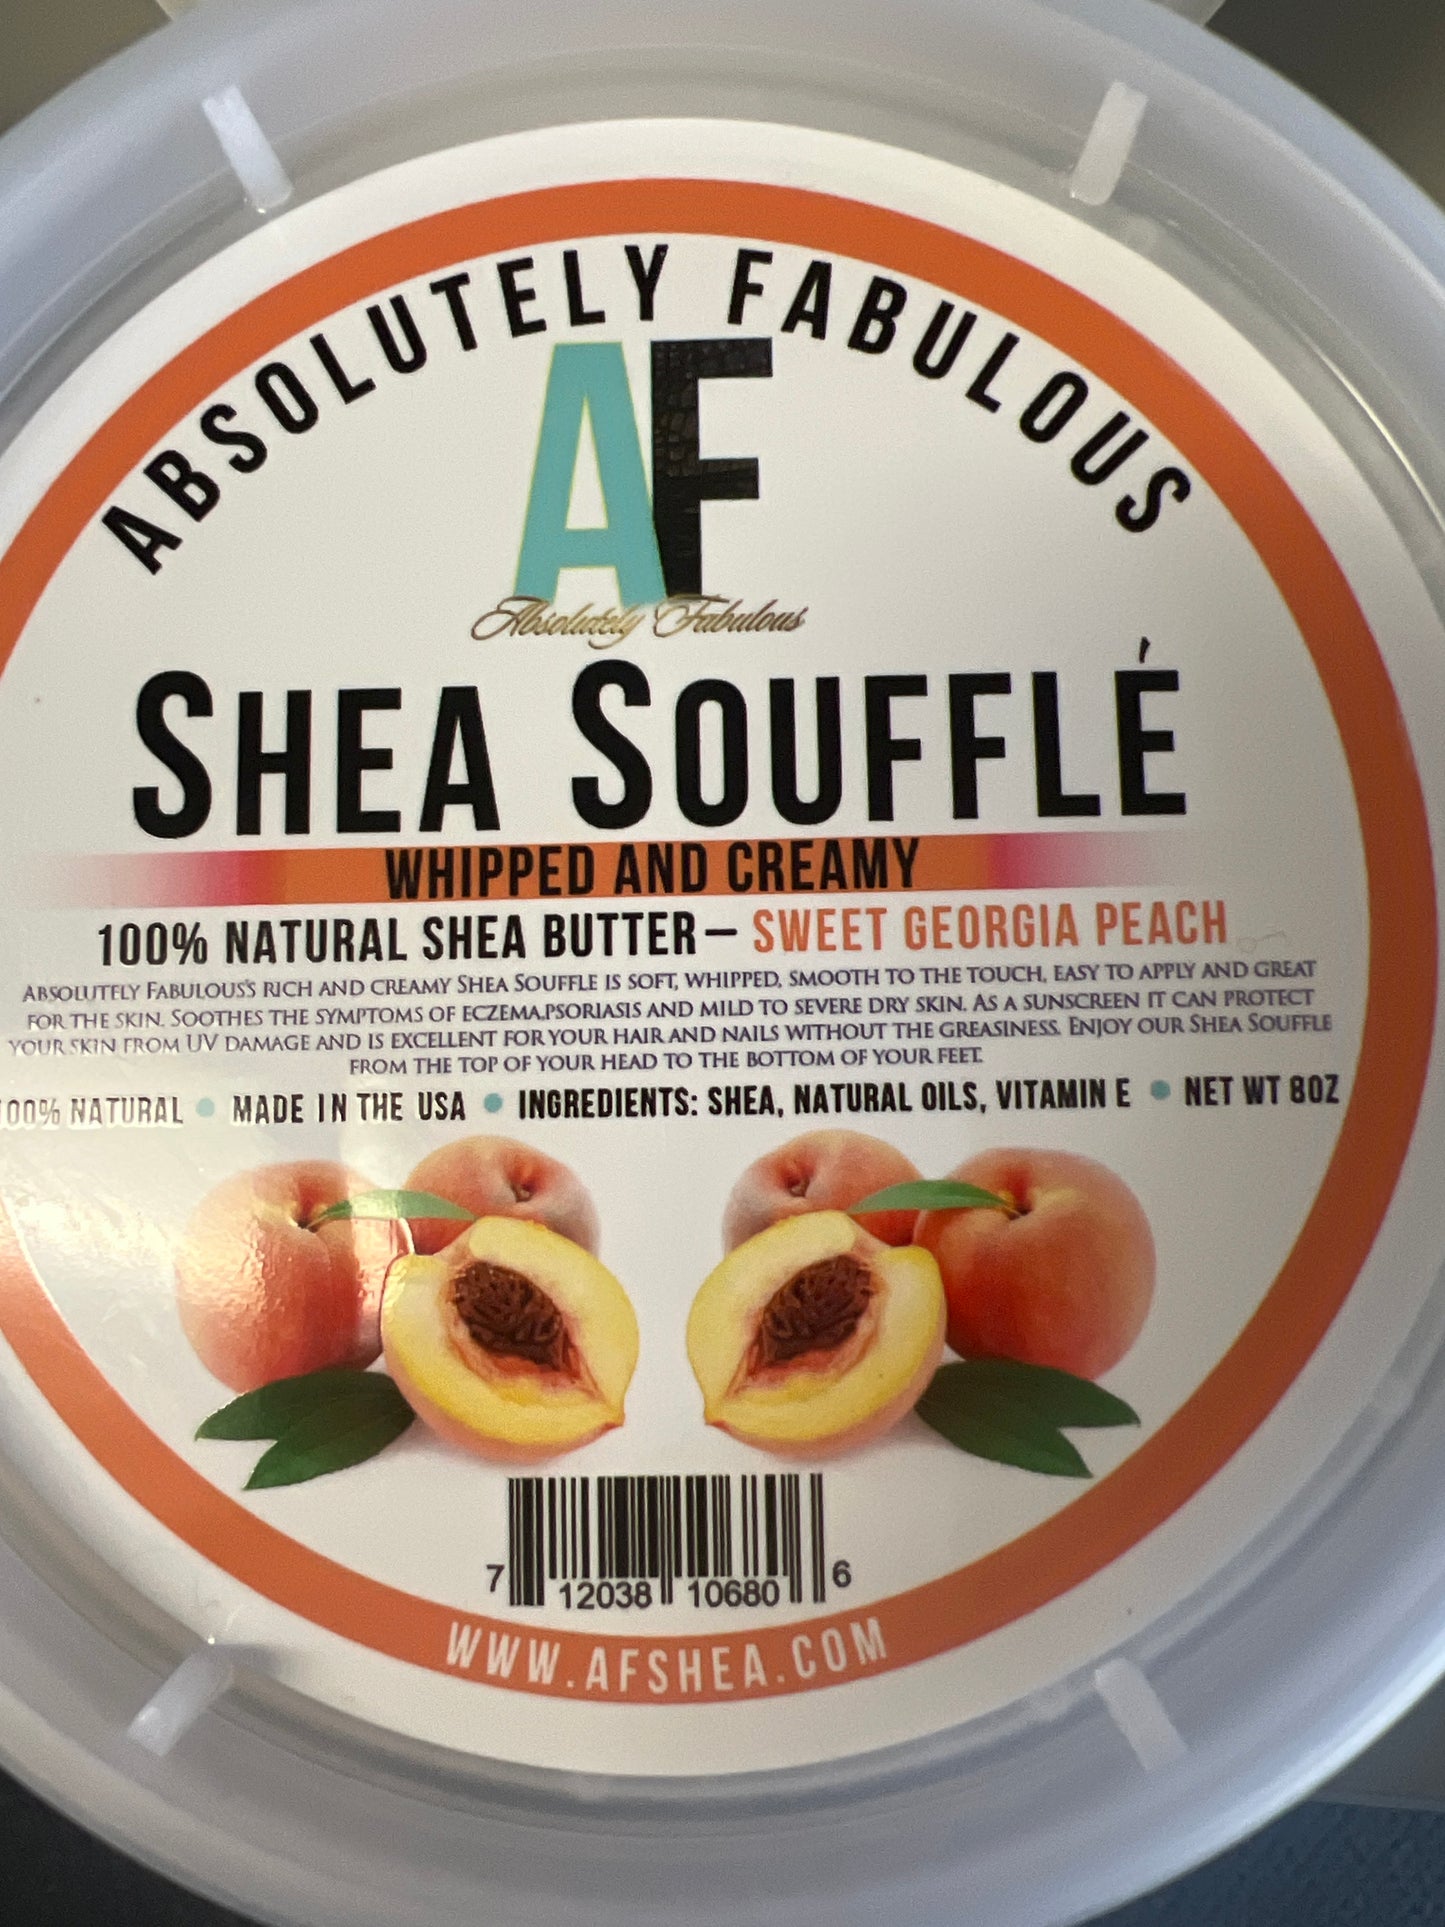 ABSOLUTELY FABULOUS
AF
Absolutely Fabulous
SHEA SOUFFLÉ
WHIPPED AND CREAMY
100% NATURAL SHEA BUTTER– SWEET GEORGIA PEACH
ABSOLUTELY FABULOUS'S RICH AND CREAMY SHEA SOUFFLE IS SOFT, WHIPPED, SMOOTH TO THE TOUCH, EASY TO APPLY AND GREAT
FOR THE SKIN. SOOTHES THE SYMPTOMS OF ECZEMA,PSORIASIS AND MILD TO SEVERE DRY SKIN. AS A SUNSCREEN IT CAN PROTECT
YOUR SKIN FROM UV DAMAGE AND IS EXCELLENT FOR YOUR HAIR AND NAILS WITHOUT THE GREASINESS. ENJOY OUR SHEA SOUFFLE
FROM THE TOP OF YOUR HEAD TO THE BOTTOM OF YOUR FEET.
100% NATURAL • MADE IN THE USA • INGREDIENTS: SHEA, NATURAL OILS, VITAMIN E • NET WT 8OZ
7 12038 10680 6
WWW.AFSHEA.COM